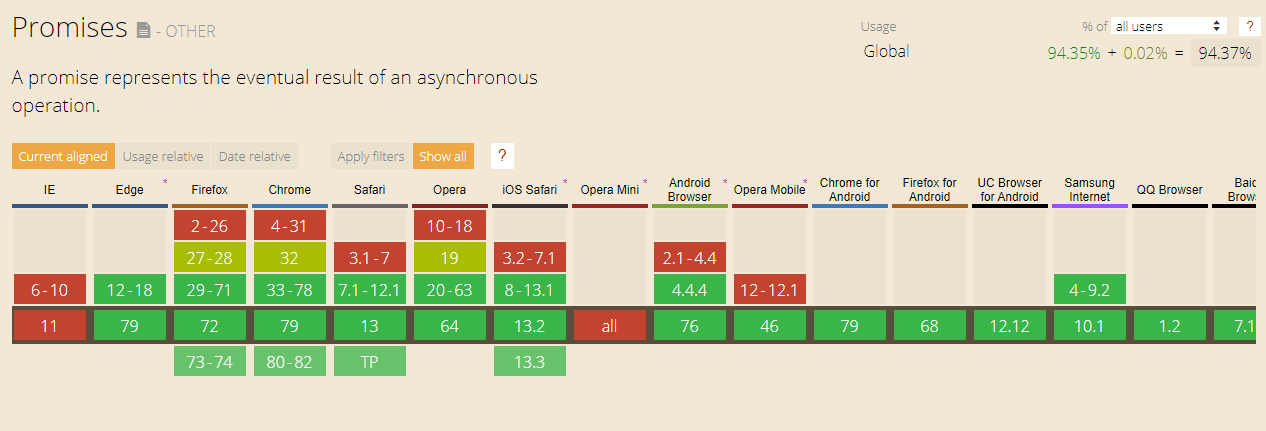 Promises - OTHER
Usage % of all users ?
Global 94.35% + 0.02% = 94.37%
A promise represents the eventual result of an asynchronous
operation.
Current aligned Usage relative Date relative Apply filters Show all ?
IE Edge * Firefox Chrome Safari Opera iOS Safari * Opera Mini * Android Browser * Opera Mobile * Chrome for Android Firefox for Android UC Browser for Android Samsung Internet QQ Browser
2-26 4-31 10-18
27-28 32 3.1-7 19 3.2-7.1 2.1-4.4
6-10 12-18 29-71 33-78 7.1-12.1 20-63 8-13.1 4.4.4 12-12.1 4-9.2
11 79 72 79 13 64 13.2 all 76 46 79 68 12.12 10.1 1.2 7.1
73-74 80-82 TP 13.3